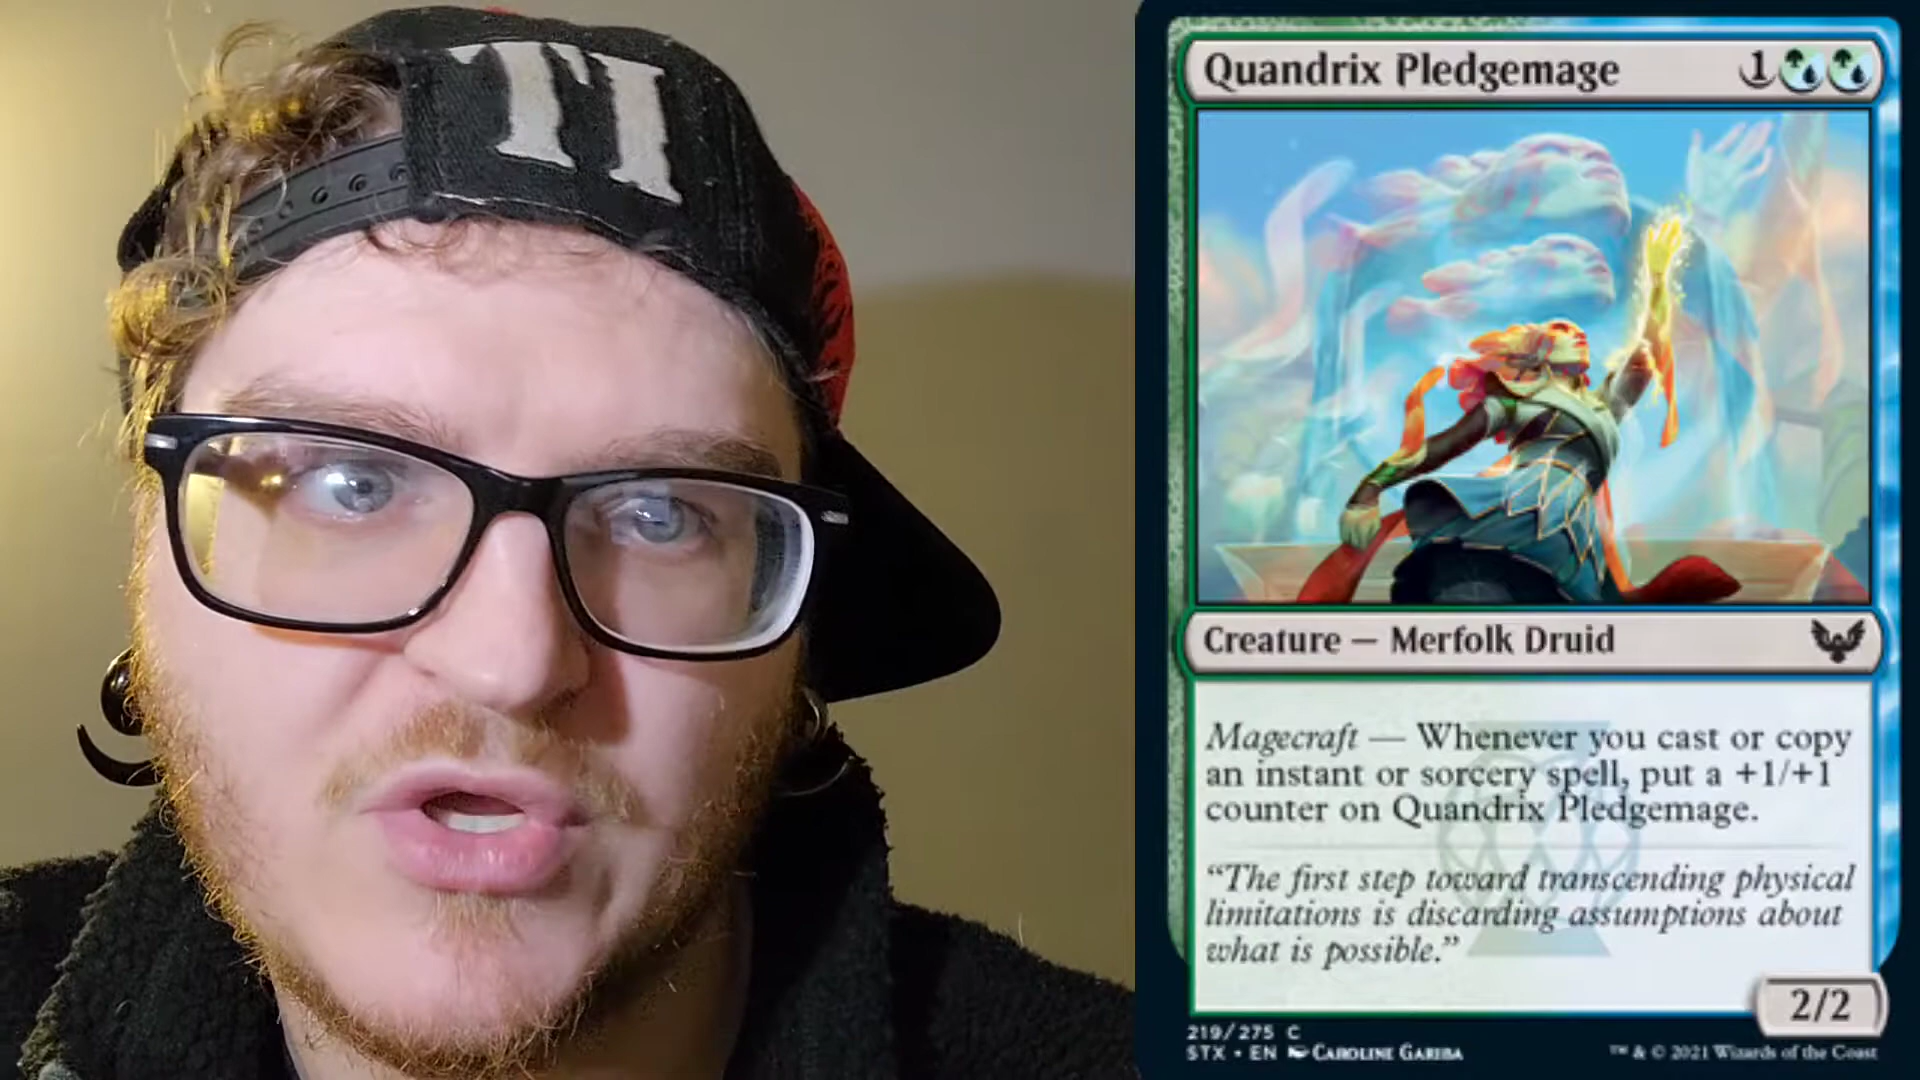 TI
Quandrix Pledgemage 1
Creature — Merfolk Druid
Magecraft — Whenever you cast or copy
an instant or sorcery spell, put a +1/+1
counter on Quandrix Pledgemage.
“The first step toward transcending physical
limitations is discarding assumptions about
what is possible.”
2/2
219/275 C
STX • EN CAROLINE GARIBA
™ & © 2021 Wizards of the Coast